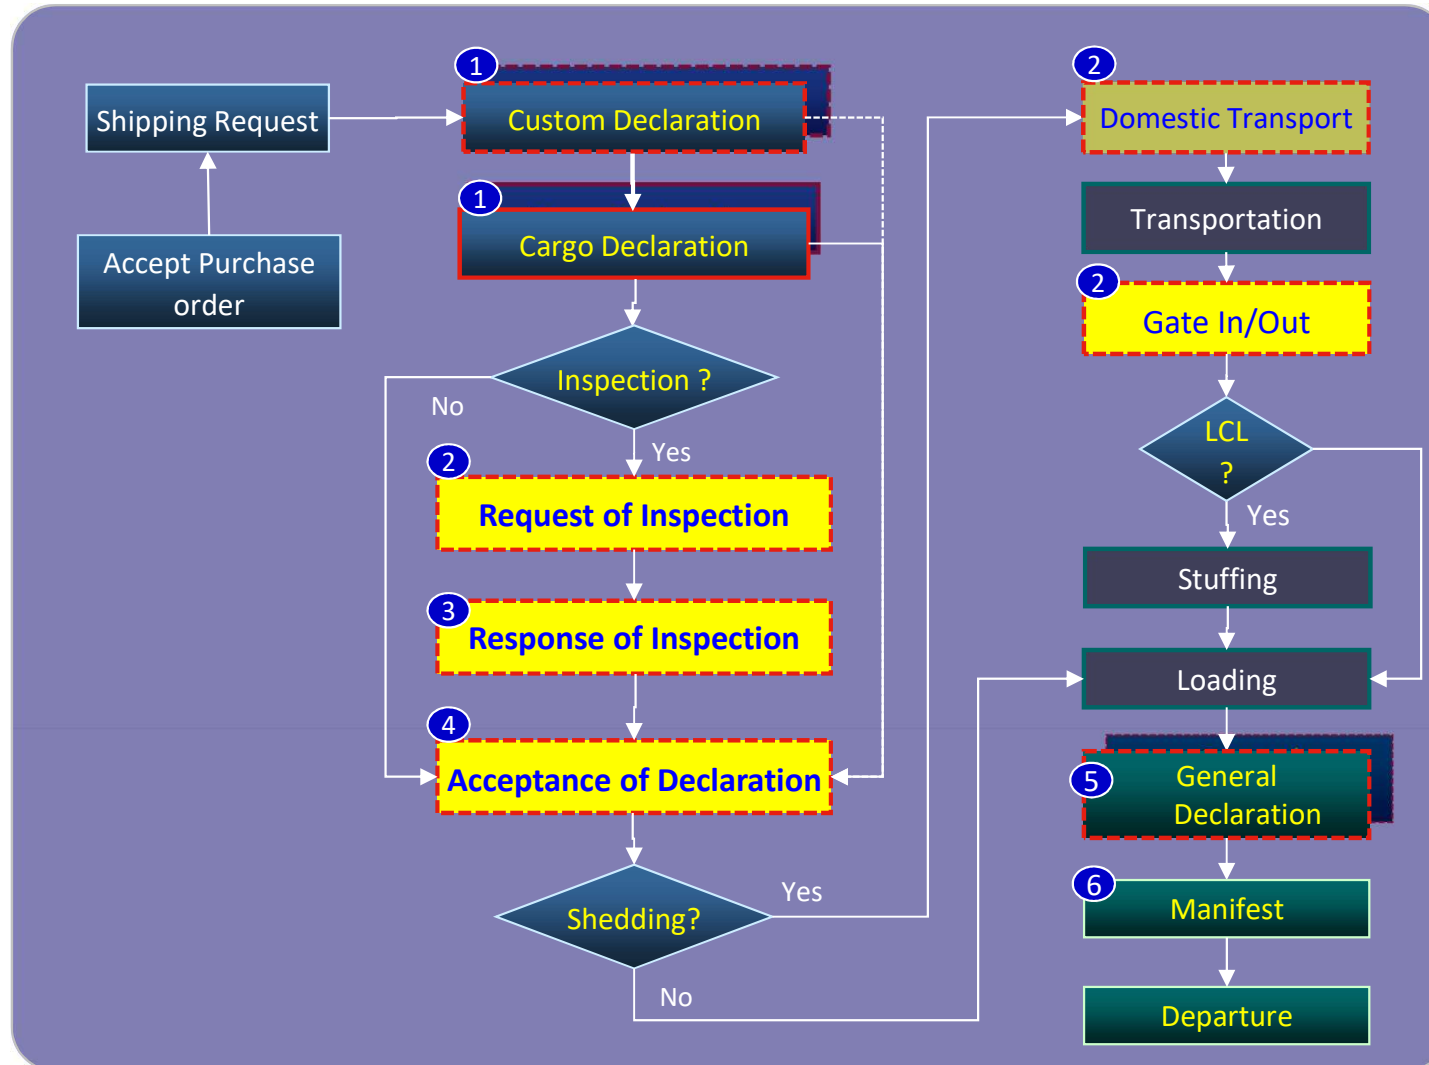 1
Custom Declaration
Shipping Request
1
Cargo Declaration
Accept Purchase
order
Inspection ?
No
Yes
2
Request of Inspection
3
Response of Inspection
4
Acceptance of Declaration
Shedding?
Yes
No
2
Domestic Transport
Transportation
2
Gate In/Out
LCL
?
Yes
Stuffing
Loading
5
General
Declaration
6
Manifest
Departure